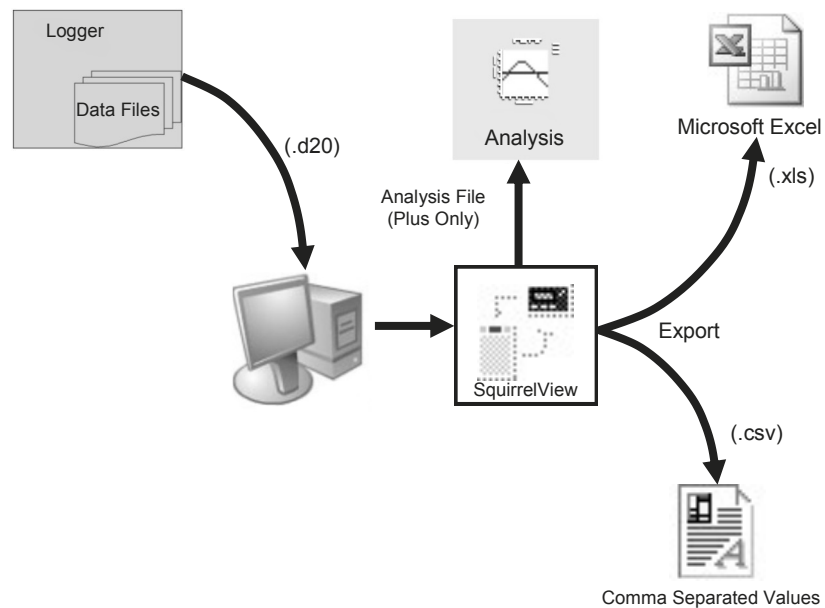 Logger
Data Files
(.d20)
Analysis
Analysis File
(Plus Only)
Microsoft Excel
(.xls)
SquirrelView
Export
(.csv)
Comma Separated Values